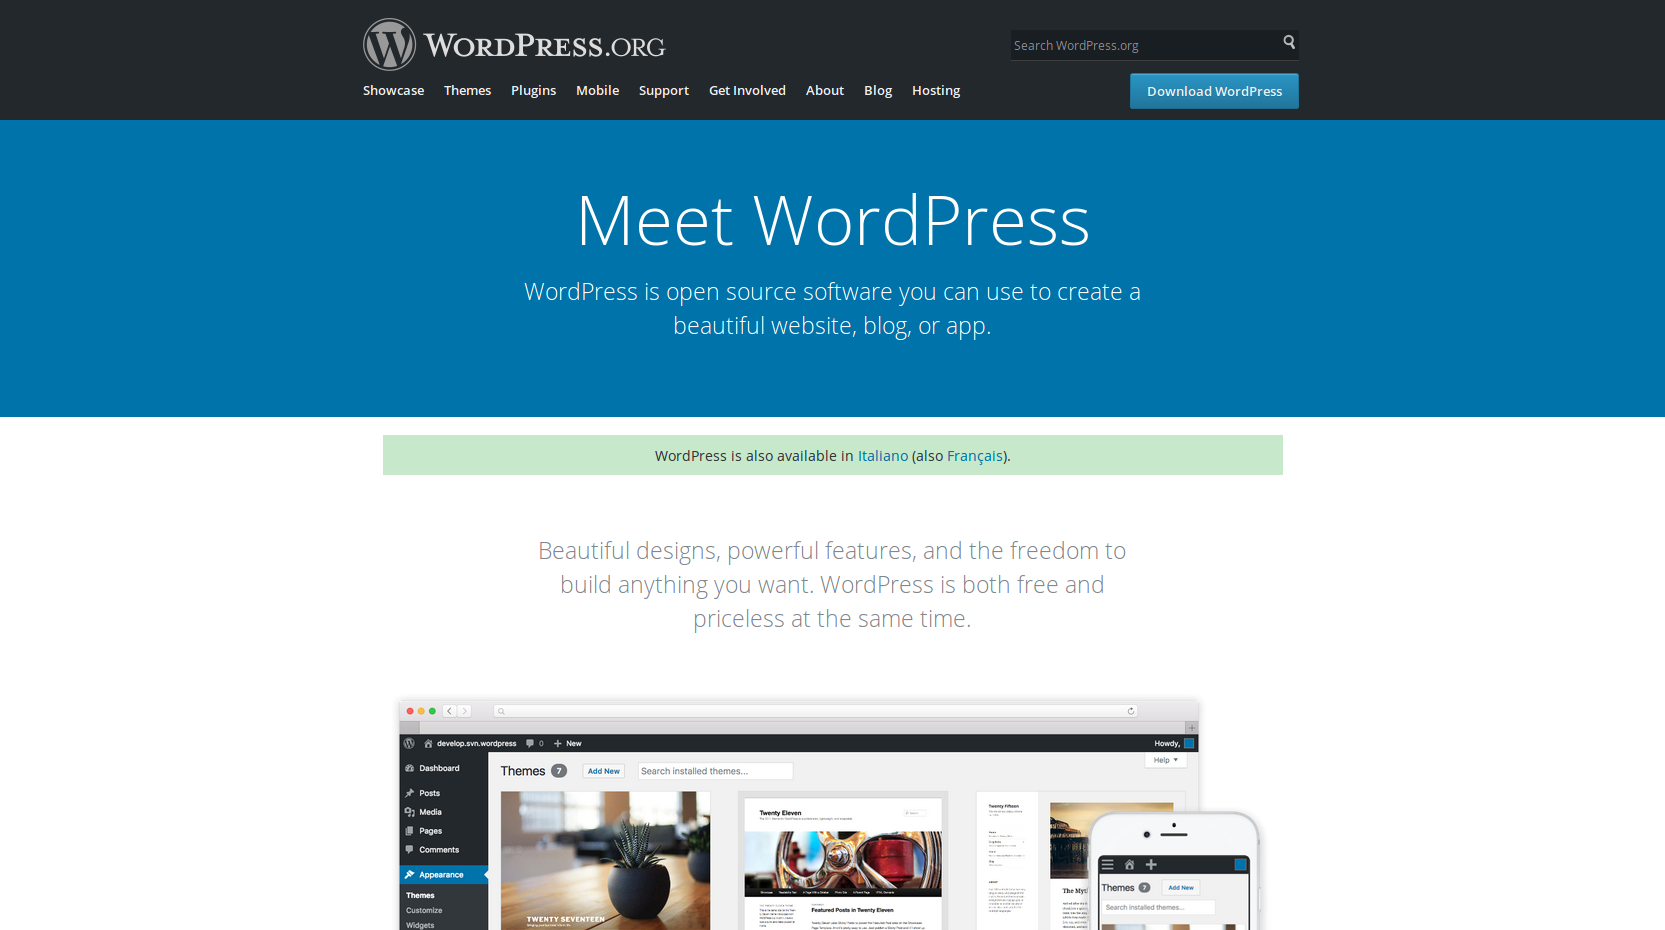 WORDPRESS.ORG
Search WordPress.org
Showcase Themes Plugins Mobile Support Get Involved About Blog Hosting
Download WordPress
Meet WordPress
WordPress is open source software you can use to create a
beautiful website, blog, or app.
WordPress is also available in Italiano (also Français).
Beautiful designs, powerful features, and the freedom to
build anything you want. WordPress is both free and
priceless at the same time.
develop.svn.wordpress 0 New Howdy,
Help
Dashboard
Posts
Media
Pages
Comments
Appearance
Themes
Customize
Widgets
Themes 7 Add New Search installed themes...
TWENTY SEVENTEEN
Twenty Eleven
Featured Posts in Twenty Eleven
Twenty Fifteen
The Myth
Themes 7 Add New
Search installed themes...